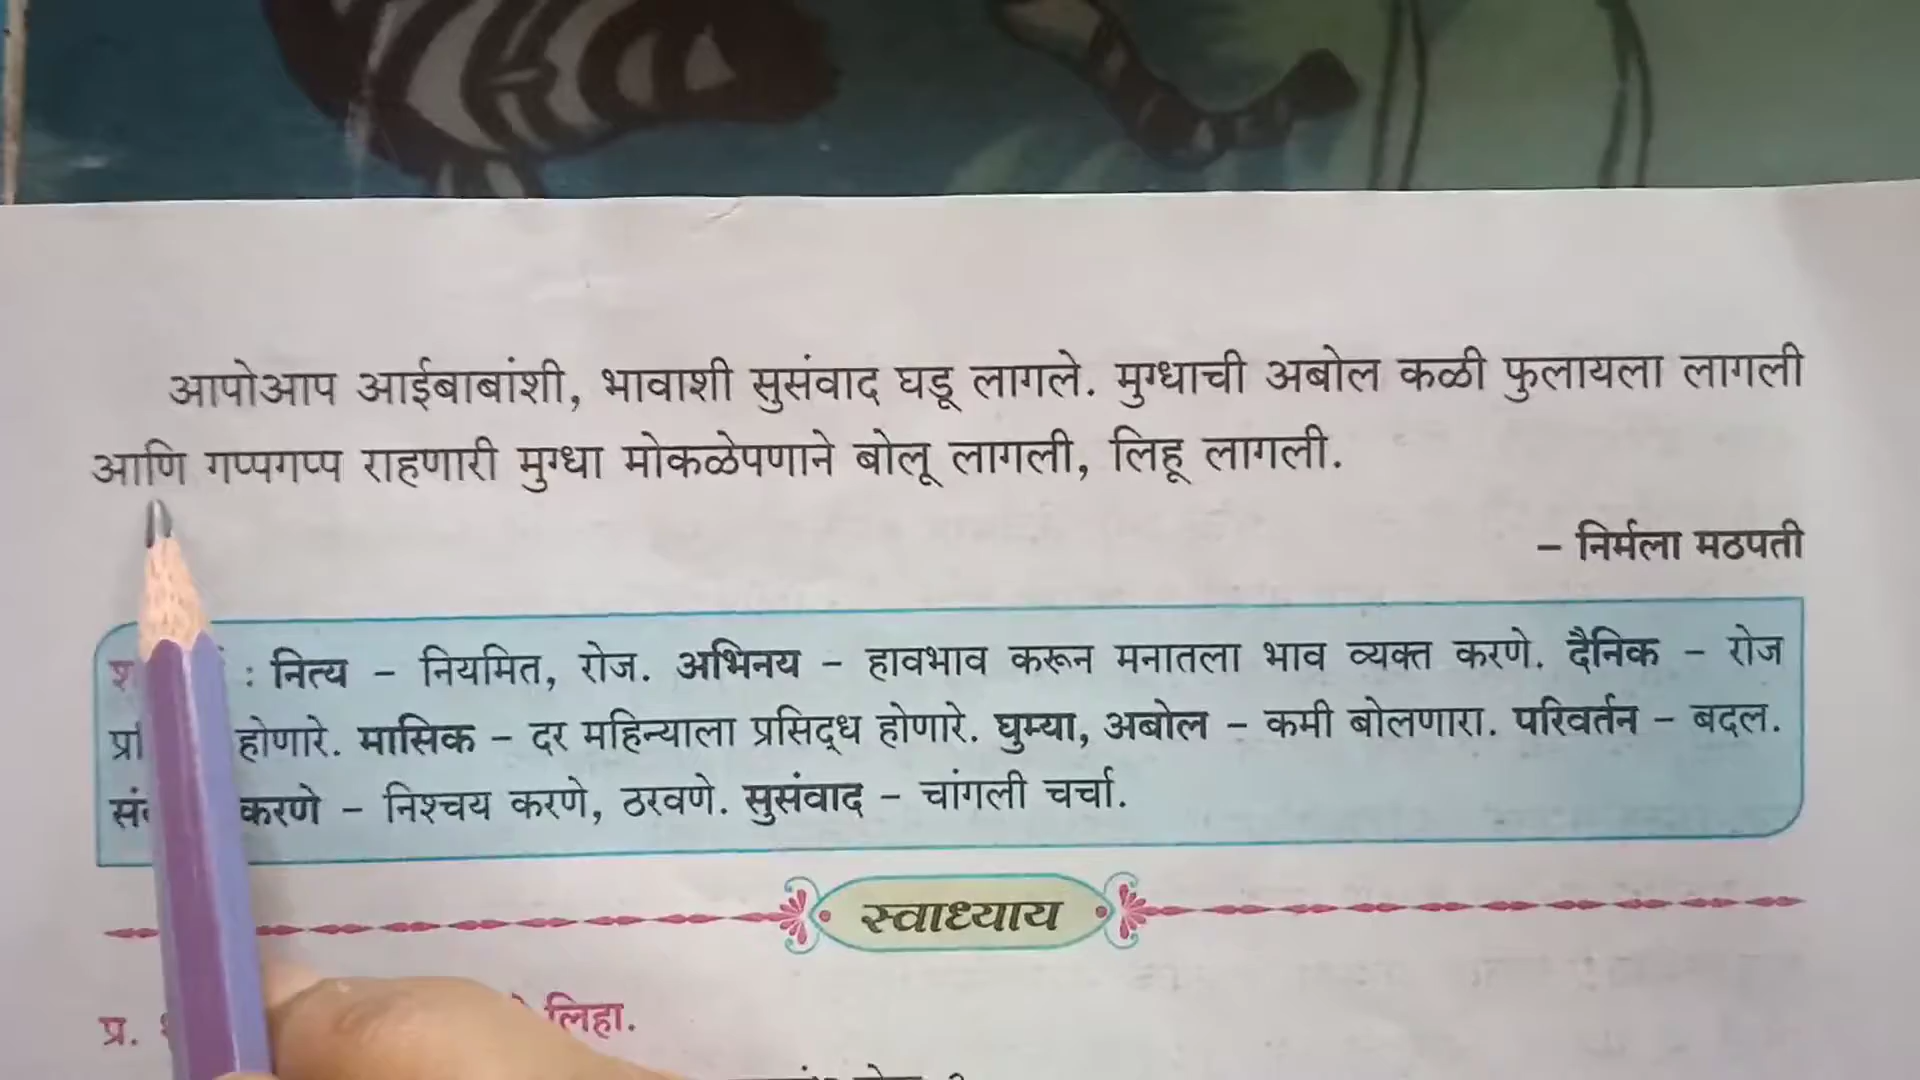 आपोआप आईबाबांशी, भावाशी सुसंवाद घडू लागले. मुग्धाची अबोल कळी फुलायला लागली
आणि गप्पगप्प राहणारी मुग्धा मोकळेपणाने बोलू लागली, लिहू लागली.
– निर्मला मठपती
: नित्य – नियमित, रोज. अभिनय – हावभाव करून मनातला भाव व्यक्त करणे. दैनिक – रोज
होणारे. मासिक – दर महिन्याला प्रसिद्ध होणारे. घुम्या, अबोल – कमी बोलणारा. परिवर्तन – बदल.
करणे – निश्चय करणे, ठरवणे. सुसंवाद – चांगली चर्चा.
स्वाध्याय
प्र. लिहा.